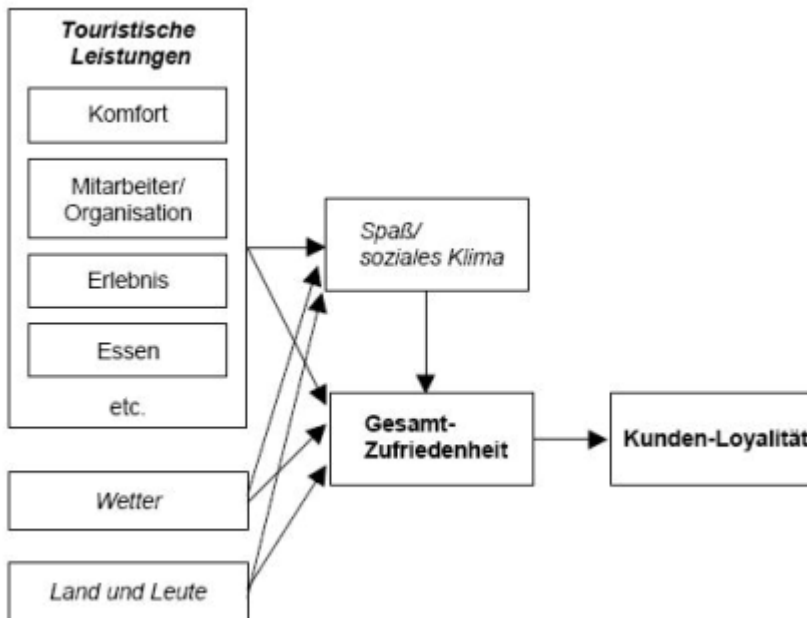 Touristische
Leistungen
Komfort
Mitarbeiter/
Organisation
Erlebnis
Essen
etc.
Wetter
Land und Leute
Spaß/
soziales Klima
Gesamt-
Zufriedenheit
Kunden-Loyalität